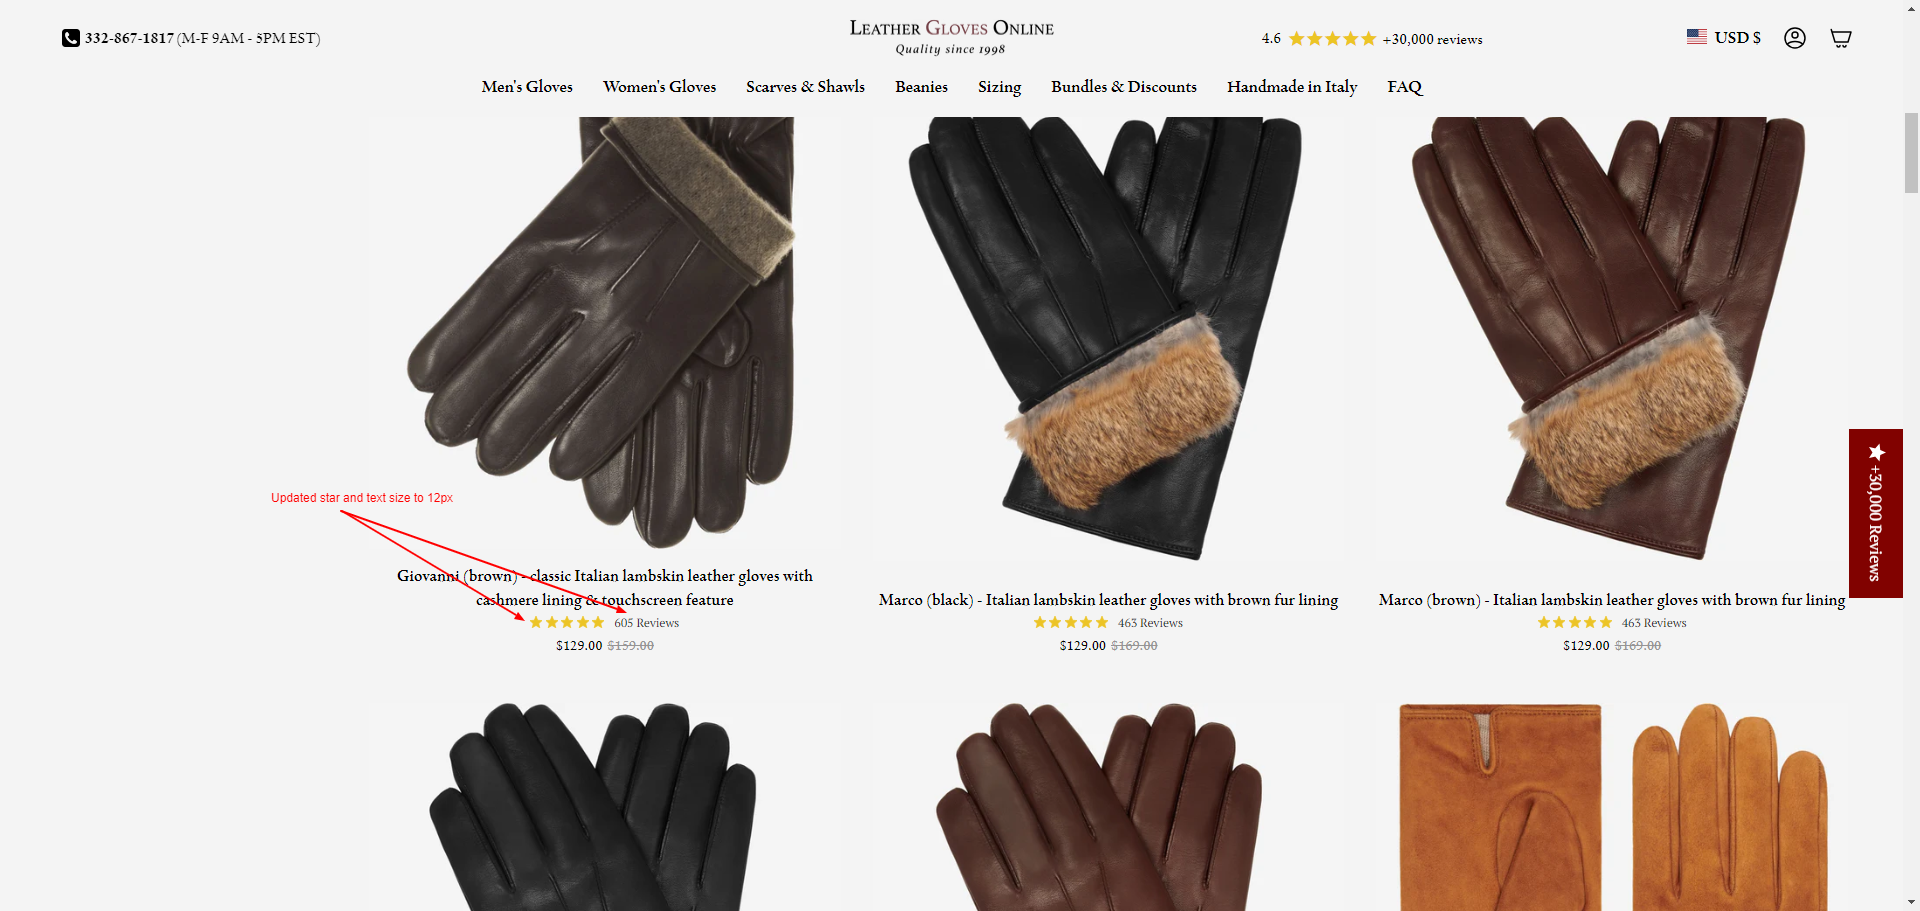 332-867-1817 (M-F 9AM - 5PM EST)
LEATHER GLOVES ONLINE
Quality since 1998
4.6 +30,000 reviews
USD $
Men's Gloves Women's Gloves Scarves & Shawls Beanies Sizing Bundles & Discounts Handmade in Italy FAQ
+30,000 Reviews
Updated star and text size to 12px
Giovanni (brown) - classic Italian lambskin leather gloves with
cashmere lining & touchscreen feature
605 Reviews
$129.00 $159.00
Marco (black) - Italian lambskin leather gloves with brown fur lining
463 Reviews
$129.00 $169.00
Marco (brown) - Italian lambskin leather gloves with brown fur lining
463 Reviews
$129.00 $169.00